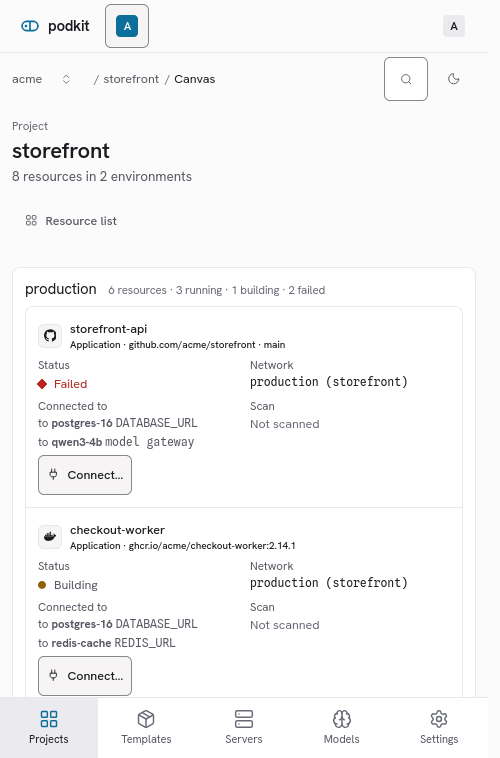 podkit
A
A
acme
/ storefront / Canvas
Project
storefront
8 resources in 2 environments
Resource list
production 6 resources · 3 running · 1 building · 2 failed
storefront-api
Application · github.com/acme/storefront · main
Status
Failed
Network
production (storefront)
Connected to
to postgres-16 DATABASE_URL
to qwen3-4b model gateway
Scan
Not scanned
Connect...
checkout-worker
Application · ghcr.io/acme/checkout-worker:2.14.1
Status
Building
Network
production (storefront)
Connected to
to postgres-16 DATABASE_URL
to redis-cache REDIS_URL
Scan
Not scanned
Connect...
Projects
Templates
Servers
Models
Settings